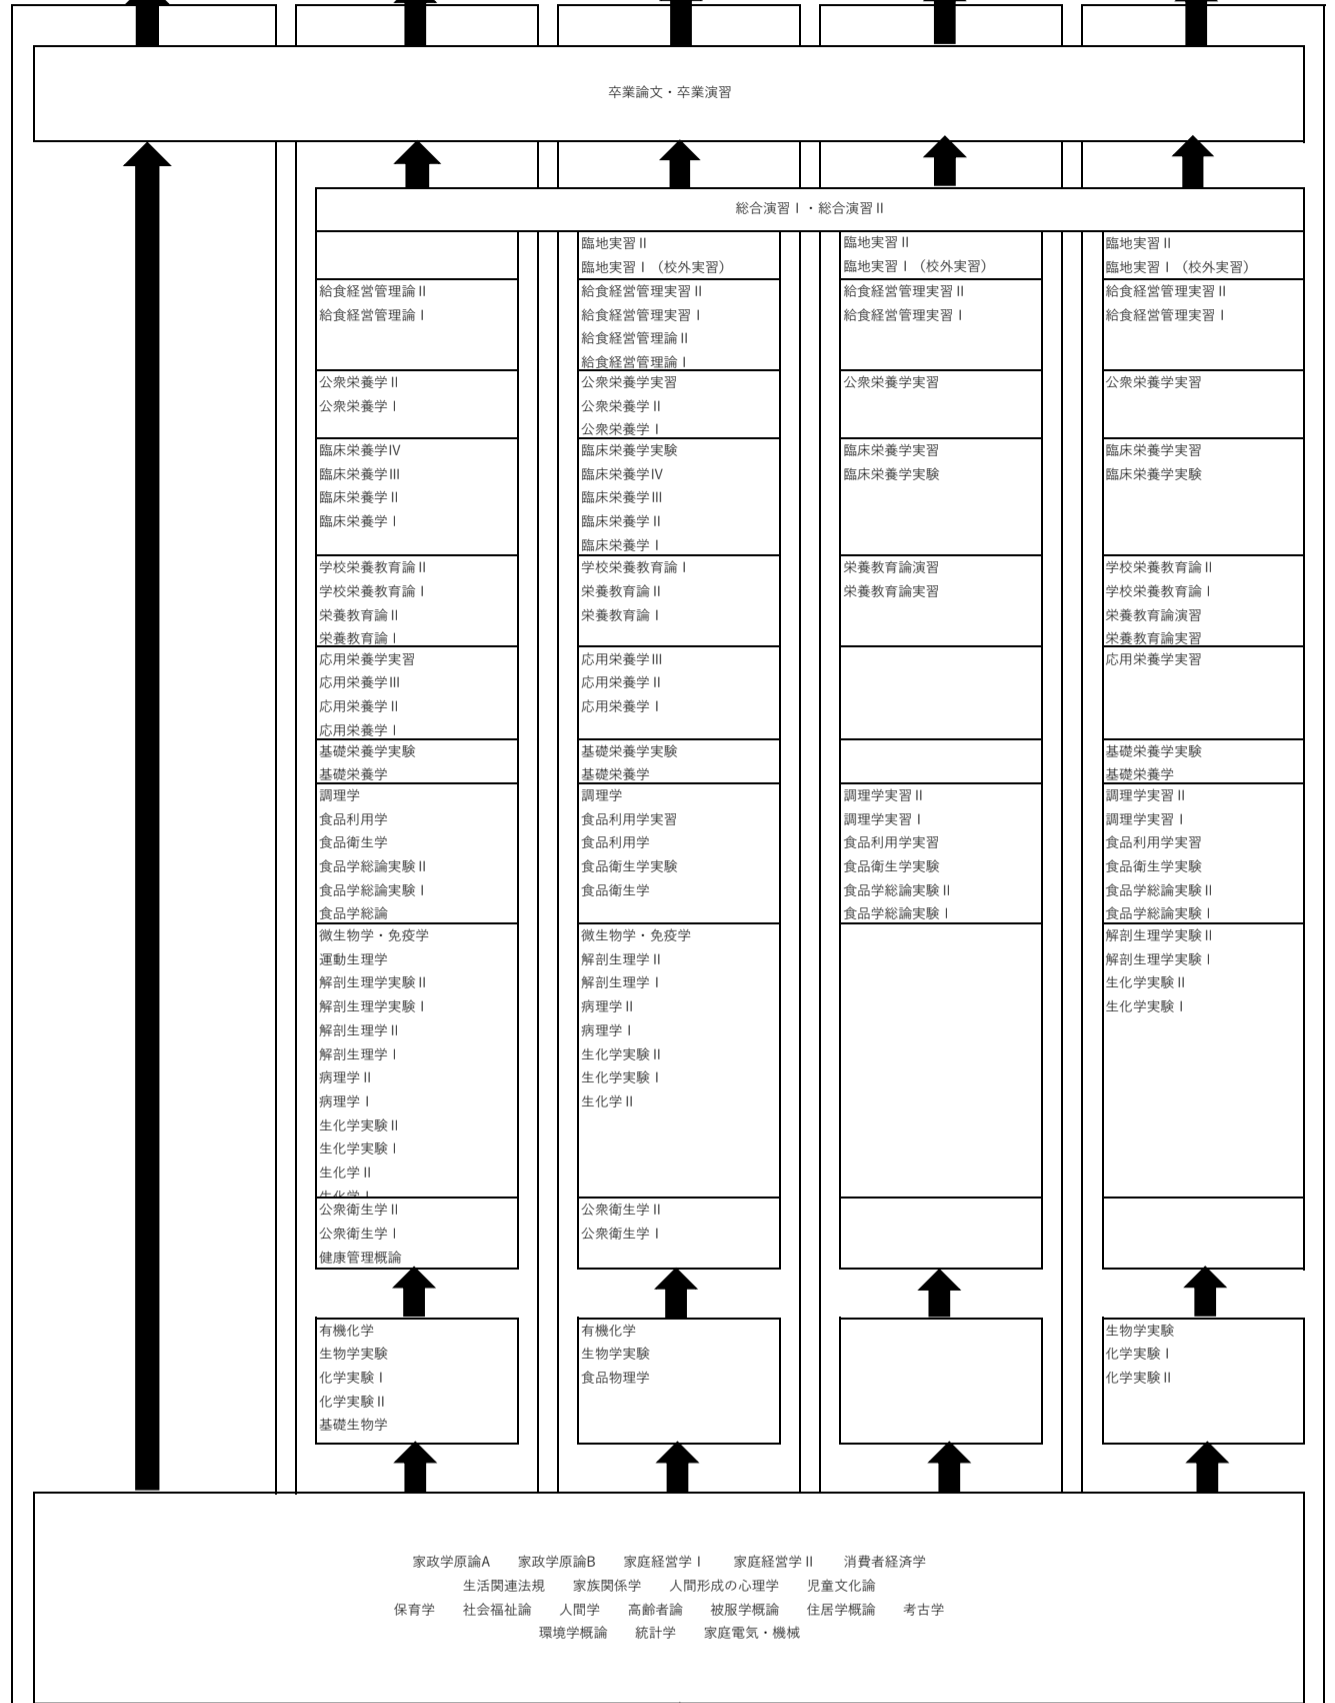 卒業論文・卒業演習
総合演習Ⅰ・総合演習Ⅱ
給食経営管理論Ⅱ
給食経営管理論Ⅰ
公衆栄養学Ⅱ
公衆栄養学Ⅰ
臨床栄養学Ⅳ
臨床栄養学Ⅲ
臨床栄養学Ⅱ
臨床栄養学Ⅰ
学校栄養教育論Ⅱ
学校栄養教育論Ⅰ
栄養教育論Ⅱ
栄養教育論Ⅰ
応用栄養学実習
応用栄養学Ⅲ
応用栄養学Ⅱ
応用栄養学Ⅰ
基礎栄養学実験
基礎栄養学
調理学
食品利用学
食品衛生学
食品学総論実験Ⅱ
食品学総論実験Ⅰ
食品学総論
微生物学・免疫学
運動生理学
解剖生理学実験Ⅱ
解剖生理学実験Ⅰ
解剖生理学Ⅱ
解剖生理学Ⅰ
病理学Ⅱ
病理学Ⅰ
生化学実験Ⅱ
生化学実験Ⅰ
生化学Ⅱ
生化学Ⅰ
公衆衛生学Ⅱ
公衆衛生学Ⅰ
健康管理概論
有機化学
生物学実験
化学実験Ⅰ
化学実験Ⅱ
基礎生物学
臨地実習Ⅱ
臨地実習Ⅰ（校外実習）
給食経営管理実習Ⅱ
給食経営管理実習Ⅰ
給食経営管理論Ⅱ
給食経営管理論Ⅰ
公衆栄養学実習
公衆栄養学Ⅱ
公衆栄養学Ⅰ
臨床栄養学実験
臨床栄養学Ⅳ
臨床栄養学Ⅲ
臨床栄養学Ⅱ
臨床栄養学Ⅰ
学校栄養教育論Ⅰ
栄養教育論Ⅱ
栄養教育論Ⅰ
応用栄養学Ⅲ
応用栄養学Ⅱ
応用栄養学Ⅰ
基礎栄養学実験
基礎栄養学
調理学
食品利用学実習
食品利用学
食品衛生学実験
食品衛生学
微生物学・免疫学
解剖生理学Ⅱ
解剖生理学Ⅰ
病理学Ⅱ
病理学Ⅰ
生化学実験Ⅱ
生化学実験Ⅰ
生化学Ⅱ
公衆衛生学Ⅱ
公衆衛生学Ⅰ
有機化学
生物学実験
食品物理学
臨地実習Ⅱ
臨地実習Ⅰ（校外実習）
給食経営管理実習Ⅱ
給食経営管理実習Ⅰ
公衆栄養学実習
臨床栄養学実習
臨床栄養学実験
栄養教育論演習
栄養教育論実習
調理学実習Ⅱ
調理学実習Ⅰ
食品利用学実習
食品衛生学実験
食品学総論実験Ⅱ
食品学総論実験Ⅰ
臨地実習Ⅱ
臨地実習Ⅰ（校外実習）
給食経営管理実習Ⅱ
給食経営管理実習Ⅰ
公衆栄養学実習
臨床栄養学実習
臨床栄養学実験
学校栄養教育論Ⅱ
学校栄養教育論Ⅰ
栄養教育論演習
栄養教育論実習
応用栄養学実習
基礎栄養学実験
基礎栄養学
調理学実習Ⅱ
調理学実習Ⅰ
食品利用学実習
食品衛生学実験
食品学総論実験Ⅱ
食品学総論実験Ⅰ
解剖生理学実験Ⅱ
解剖生理学実験Ⅰ
生化学実験Ⅱ
生化学実験Ⅰ
生物学実験
化学実験Ⅰ
化学実験Ⅱ
家政学原論A　家政学原論B　家庭経営学Ⅰ　家庭経営学Ⅱ　消費者経済学
生活関連法規　家族関係学　人間形成の心理学　児童文化論
保育学　社会福祉論　人間学　高齢者論　被服学概論　住居学概論　考古学
環境学概論　統計学　家庭電気・機械